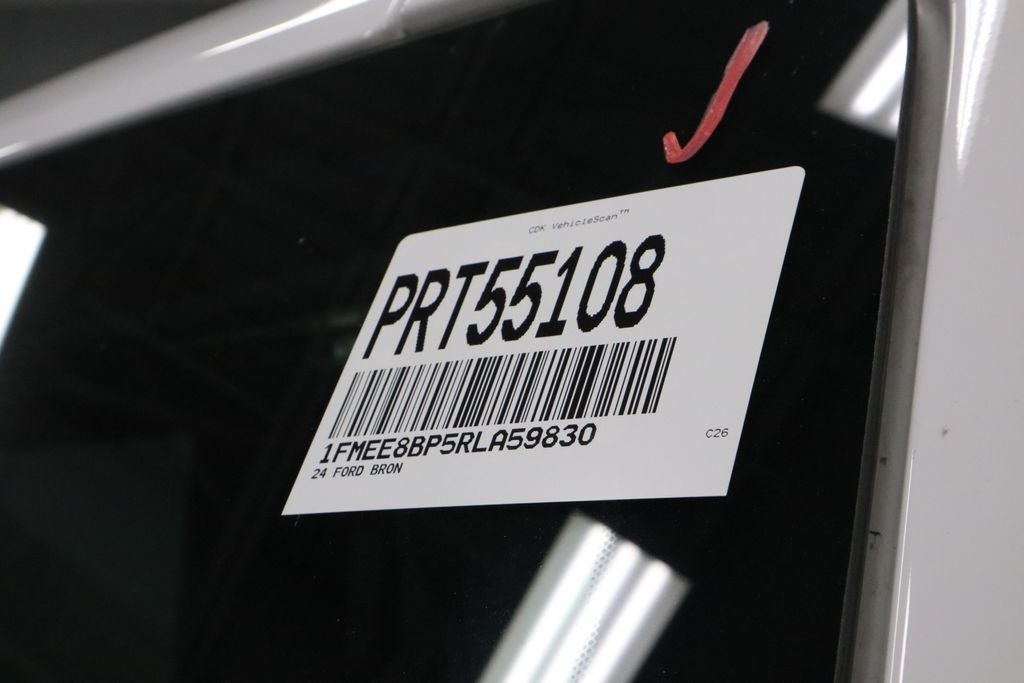 CDK VehicleScan™
PRT55108
1FMEE8BP5RLA59830
24 FORD BRON
C26